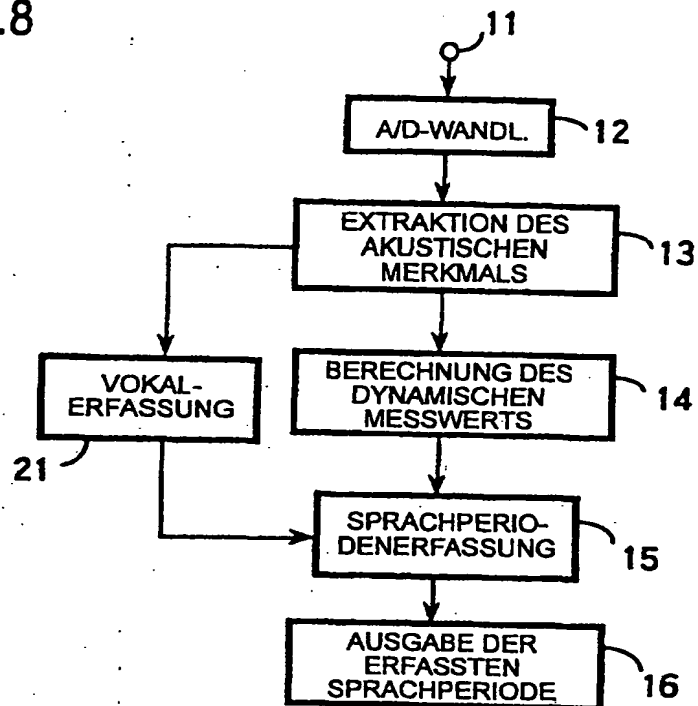 .8
11
A/D-WANDL.
12
EXTRAKTION DES
AKUSTISCHEN
MERKMALS
13
VOKAL-
ERFASSUNG
21
BERECHNUNG DES
DYNAMISCHEN
MESSWERTS
14
SPRACHPERIO-
DENERFASSUNG
15
AUSGABE DER
ERFASSTEN
SPRACHPERIODE
16